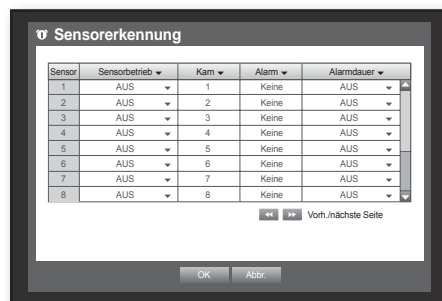 Sensorerkennung
Sensor Sensorbetrieb Kam Alarm Alarmdauer
1 AUS 1 Keine AUS
2 AUS 2 Keine AUS
3 AUS 3 Keine AUS
4 AUS 4 Keine AUS
5 AUS 5 Keine AUS
6 AUS 6 Keine AUS
7 AUS 7 Keine AUS
8 AUS 8 Keine AUS
Vorh./nächste Seite
OK Abbr.